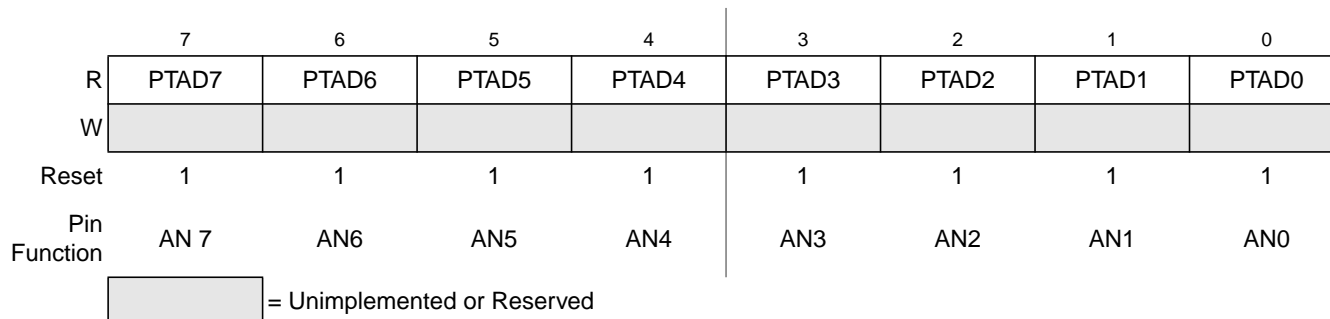 7 6 5 4 3 2 1 0
R PTAD7 PTAD6 PTAD5 PTAD4 PTAD3 PTAD2 PTAD1 PTAD0
W
Reset 1 1 1 1 1 1 1 1
Pin
Function AN 7 AN6 AN5 AN4 AN3 AN2 AN1 AN0
= Unimplemented or Reserved